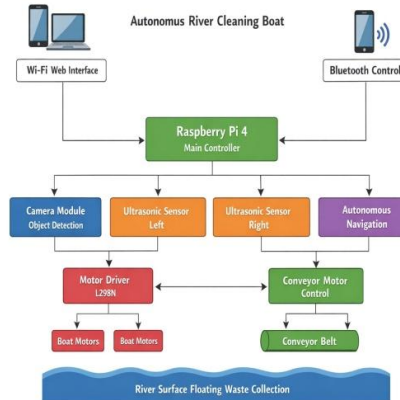 Autonomus River Cleaning Boat
Wi-Fi Web Interface
Bluetooth Control
Raspberry Pi 4
Main Controller
Camera Module
Object Detection
Ultrasonic Sensor
Left
Ultrasonic Sensor
Right
Autonomous
Navigation
Motor Driver
L298N
Conveyor Motor
Control
Boat Motors
Boat Motors
Conveyor Belt
River Surface Floating Waste Collection